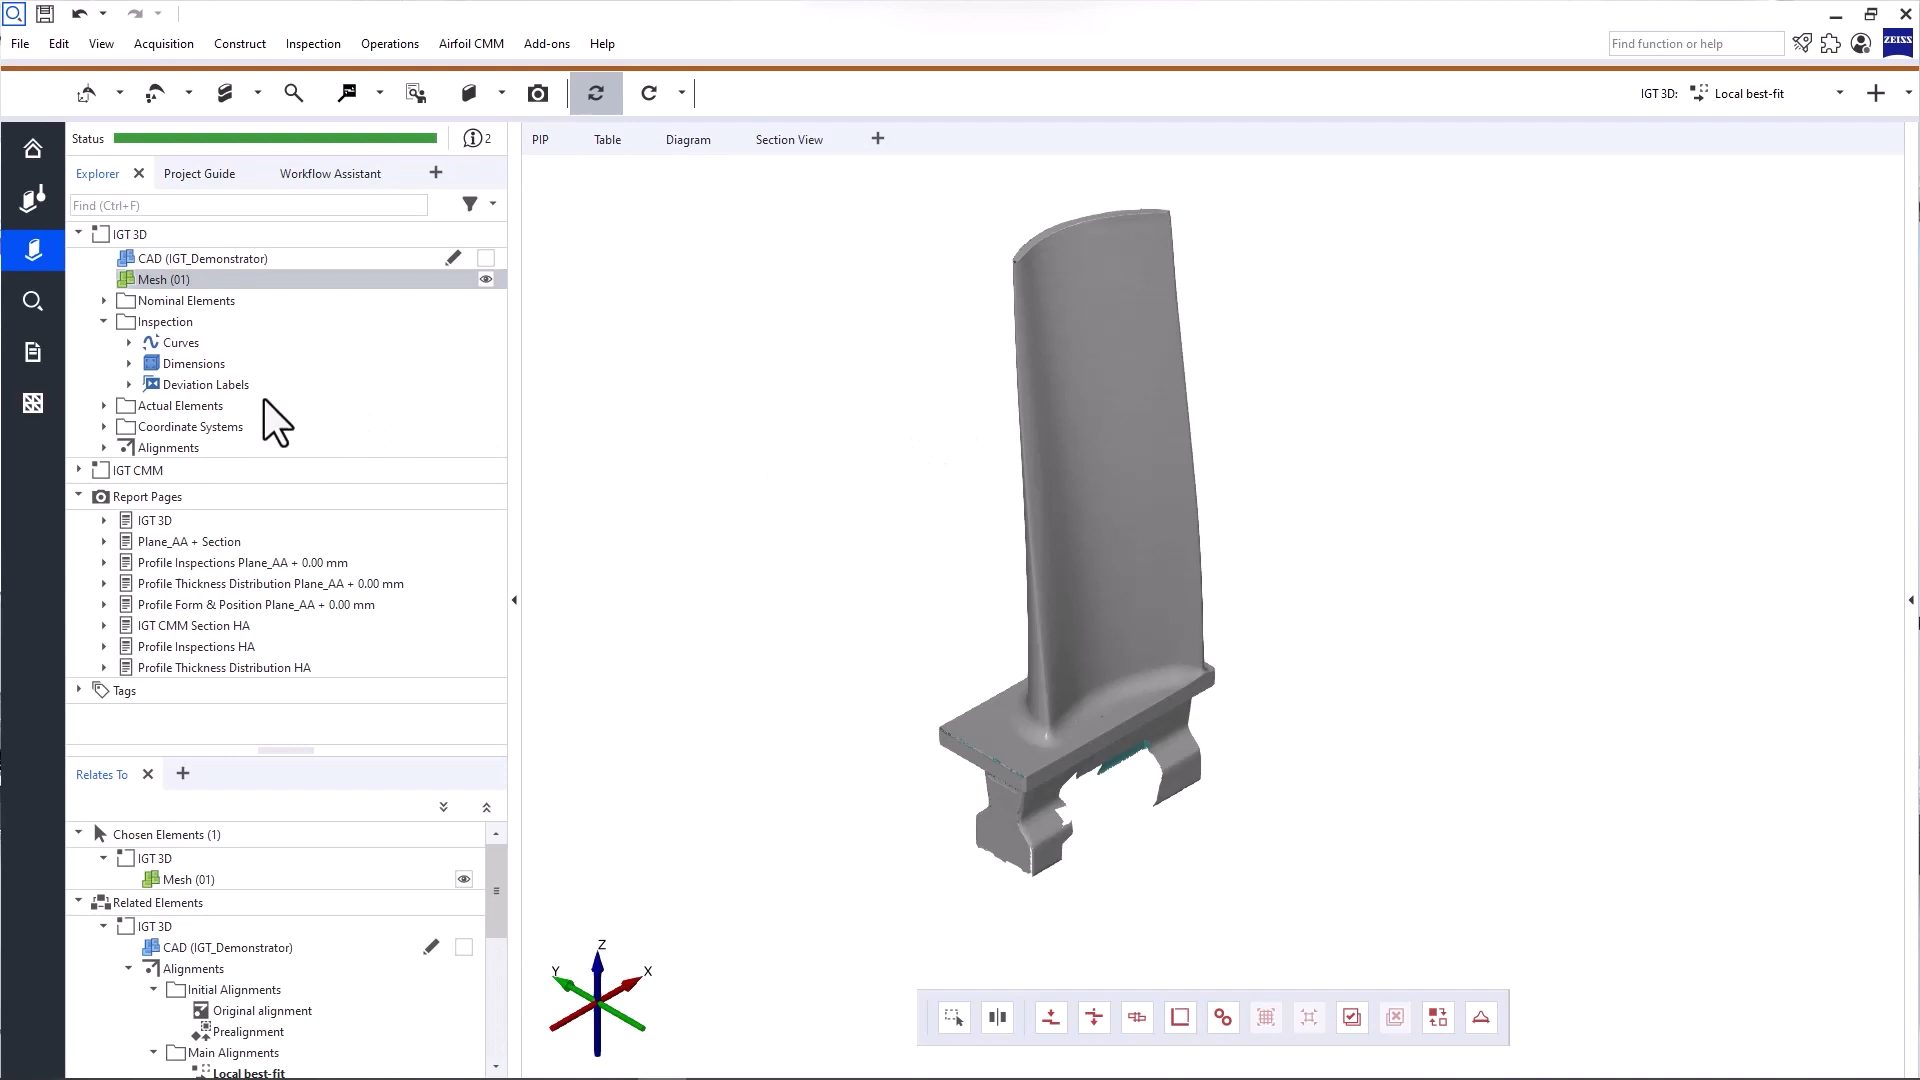 File Edit View Acquisition Construct Inspection Operations Airfoil CMM Add-ons Help
Find function or help
ZEISS
IGT 3D: Local best-fit
Status
2
PIP Table Diagram Section View
Explorer Project Guide Workflow Assistant
Find (Ctrl+F)
IGT 3D
CAD (IGT_Demonstrator)
Mesh (01)
Nominal Elements
Inspection
Curves
Dimensions
Deviation Labels
Actual Elements
Coordinate Systems
Alignments
IGT CMM
Report Pages
IGT 3D
Plane_AA + Section
Profile Inspections Plane_AA + 0.00 mm
Profile Thickness Distribution Plane_AA + 0.00 mm
Profile Form & Position Plane_AA + 0.00 mm
IGT CMM Section HA
Profile Inspections HA
Profile Thickness Distribution HA
Tags
Relates To
Chosen Elements (1)
IGT 3D
Mesh (01)
Related Elements
IGT 3D
CAD (IGT_Demonstrator)
Alignments
Initial Alignments
Original alignment
Prealignment
Main Alignments
Local best-fit
Z
Y
X